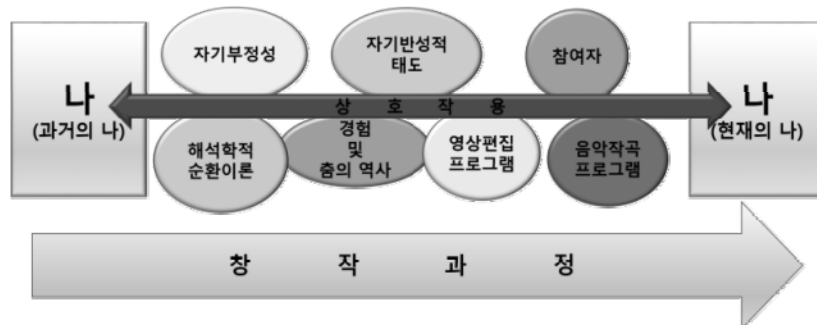 자기부정성
자기반성적
태도
참여자
나
(과거의 나)
상 호 작 용
나
(현재의 나)
해석학적
순환이론
경험
및
춤의 역사
영상편집
프로그램
음악작곡
프로그램
창 작 과 정